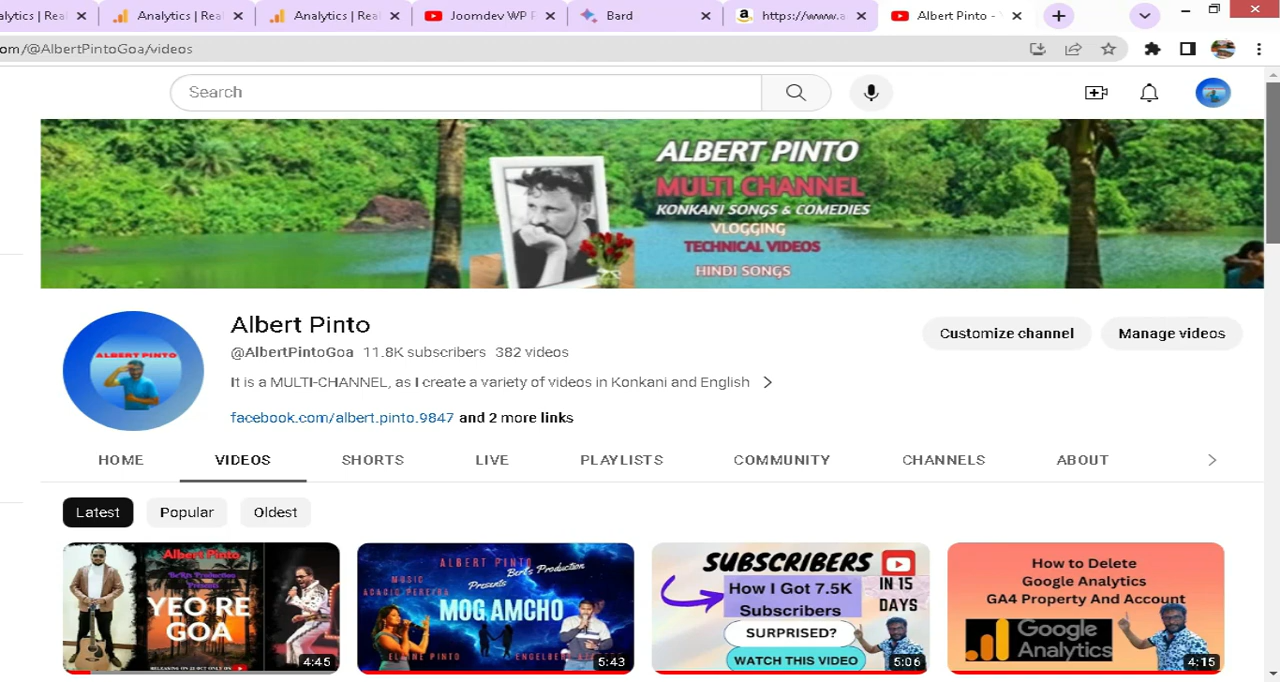 alytics | Rea
Analytics | Rea
Analytics | Rea
Joomdev WP P
Bard
https://www.a
Albert Pinto -
om/@AlbertPintoGoa/videos
Search
ALBERT PINTO
MULTI CHANNEL
KONKANI SONGS & COMEDIES
VLOGGING
TECHNICAL VIDEOS
HINDI SONGS
ALBERT PINTO
Albert Pinto
@AlbertPintoGoa 11.8K subscribers 382 videos
It is a MULTI-CHANNEL, as I create a variety of videos in Konkani and English
facebook.com/albert.pinto.9847 and 2 more links
Customize channel
Manage videos
HOME
VIDEOS
SHORTS
LIVE
PLAYLISTS
COMMUNITY
CHANNELS
ABOUT
Latest
Popular
Oldest
Albert Pinto
Presents
YEO RE
GOA
4:45
ALBERT PINTO
Presents
MUSIC
MOG AMCHO
ELAINE PINTO
5:43
SUBSCRIBERS
How I Got 7.5K
Subscribers
IN 15
DAYS
SURPRISED?
WATCH THIS VIDEO
5:06
How to Delete
Google Analytics
GA4 Property And Account
Google
Analytics
4:15